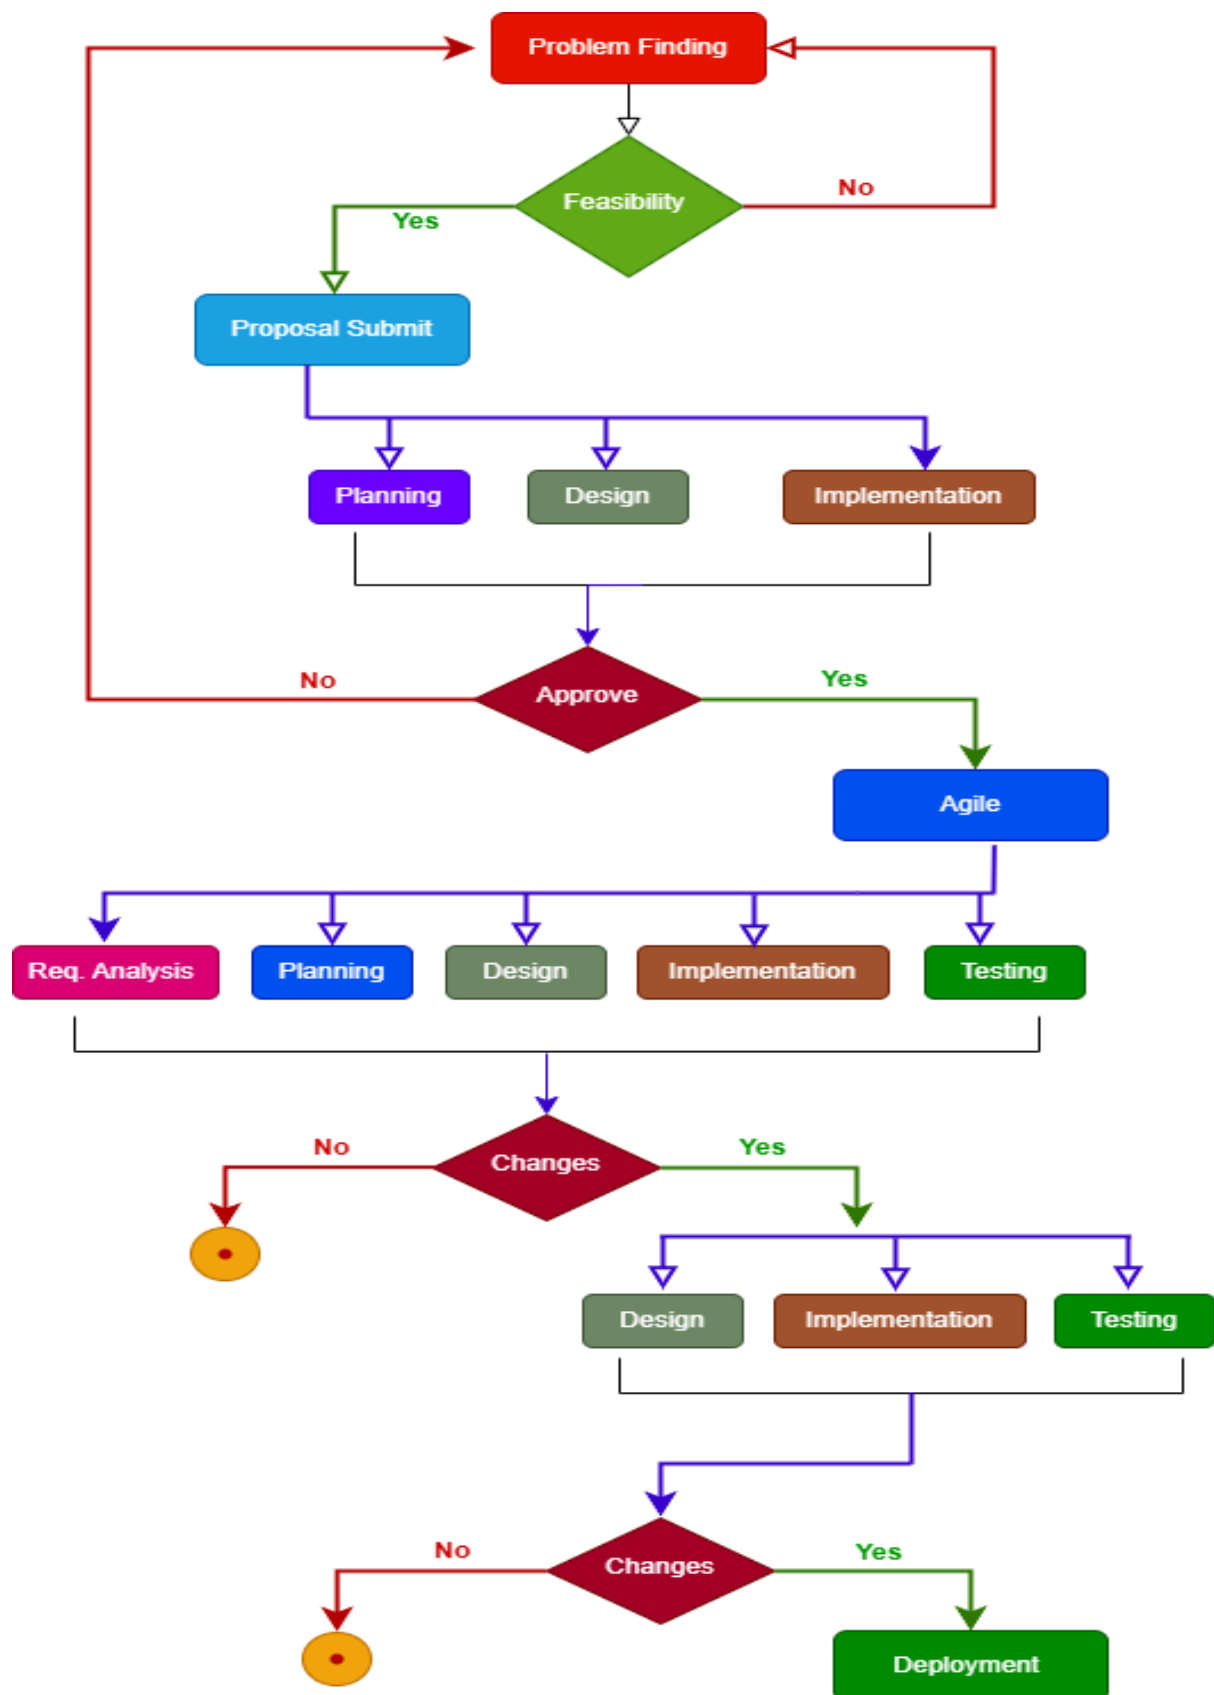 Problem Finding
Feasibility
No
Yes
Proposal Submit
Planning
Design
Implementation
No
Approve
Yes
Agile
Req. Analysis
Planning
Design
Implementation
Testing
No
Changes
Yes
Design
Implementation
Testing
No
Changes
Yes
Deployment